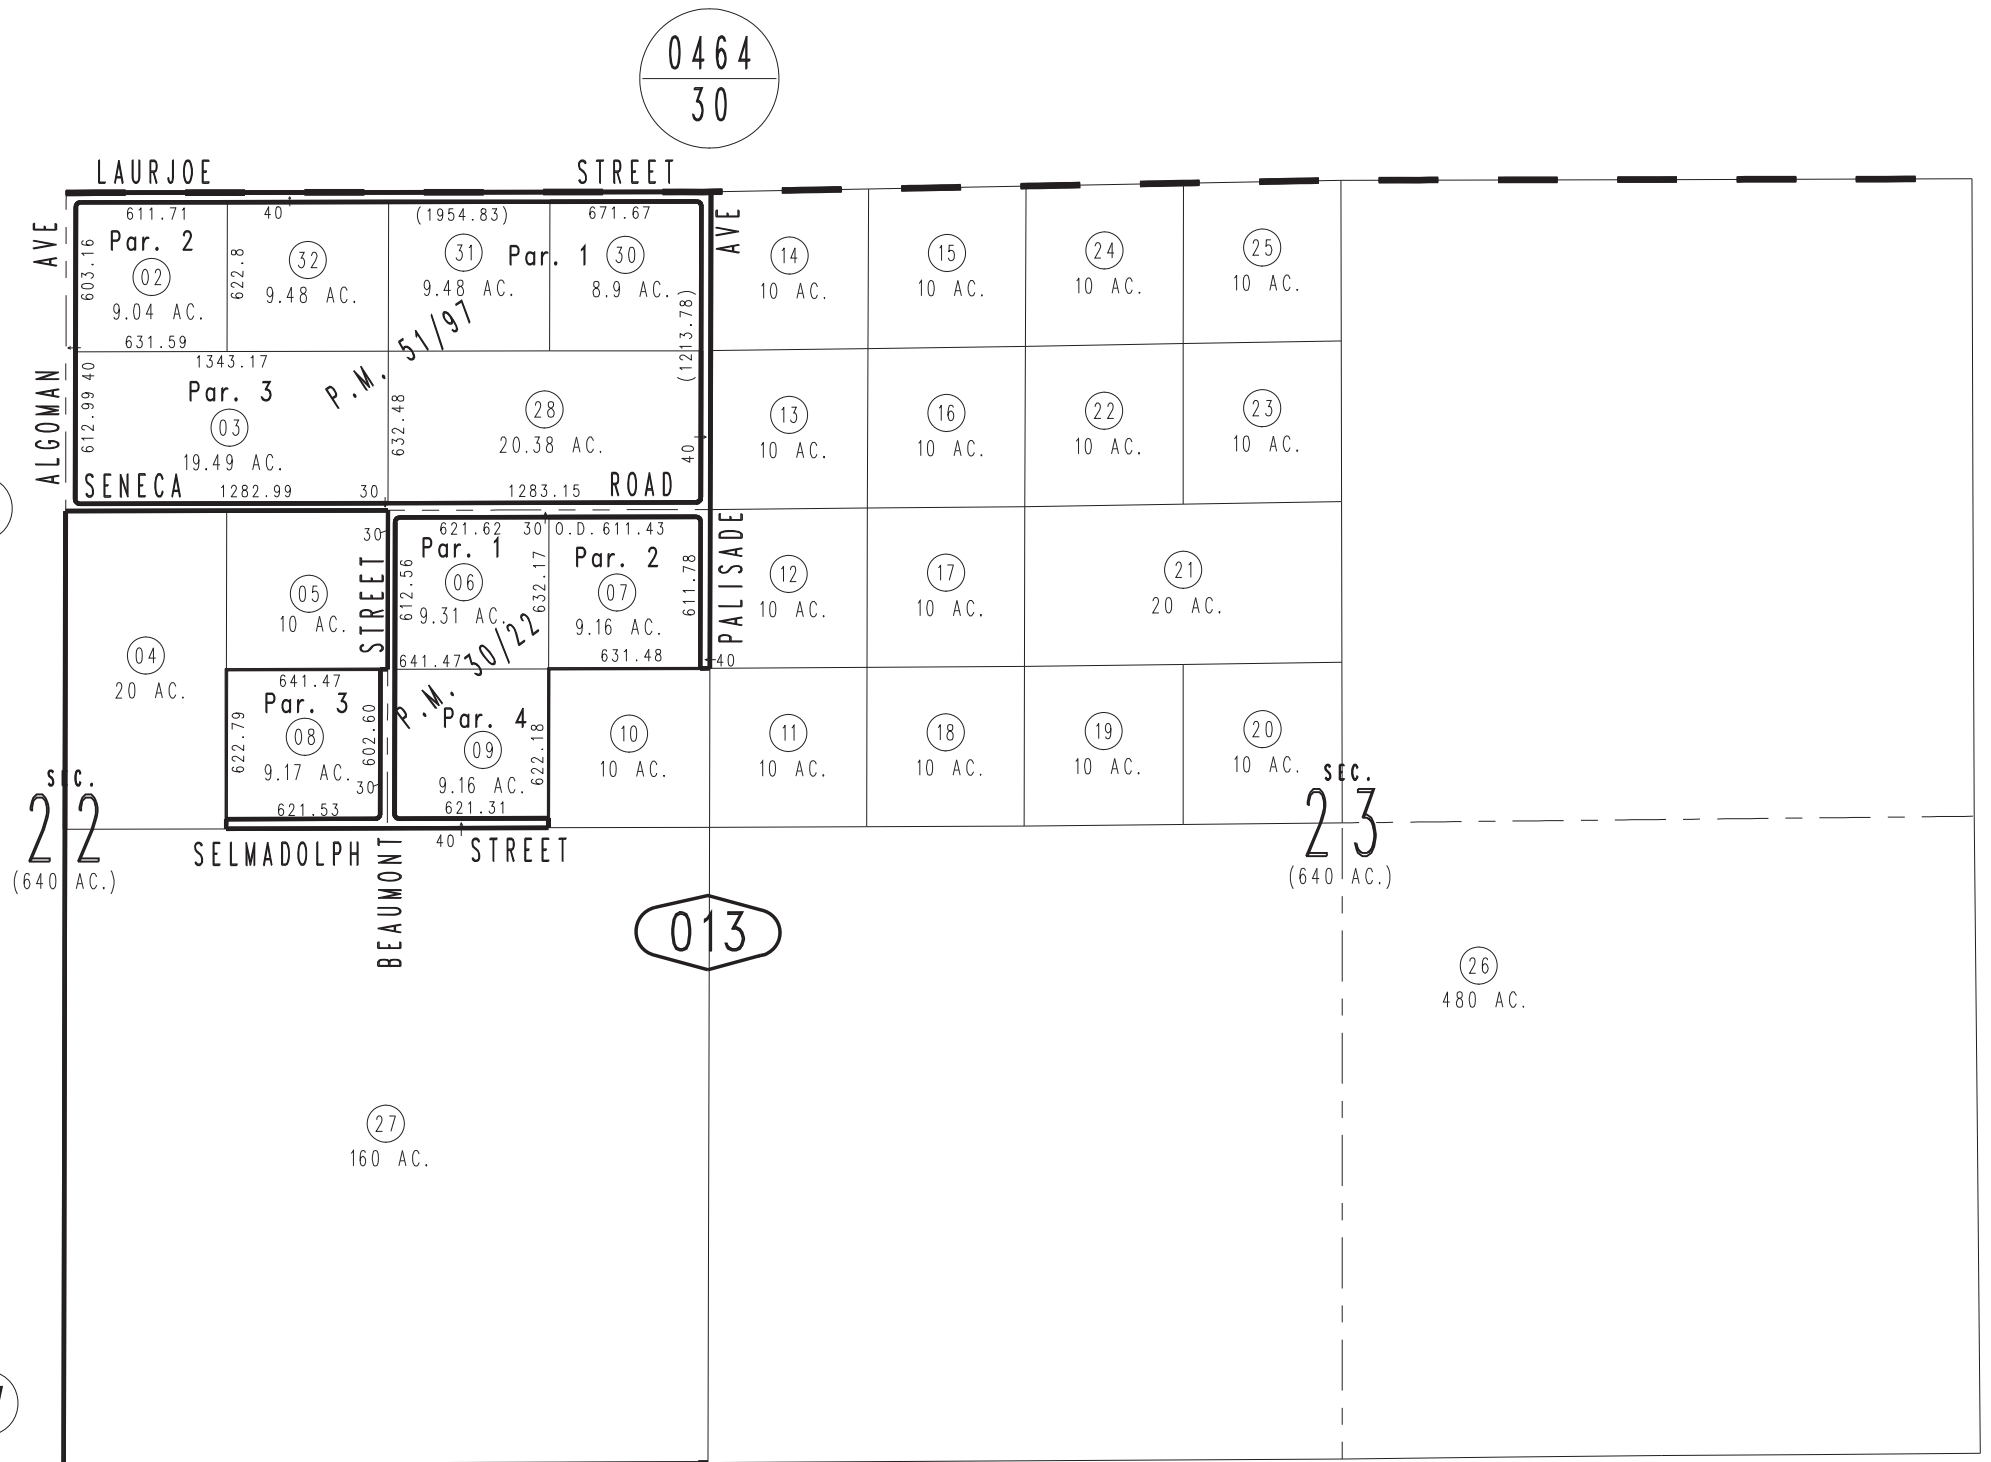 0464
30
LAURJOE STREET
AVE
611.71
40
(1954.83)
671.67
AVE
Par. 2
603.16
02
9.04 AC.
631.59
622.8
32
9.48 AC.
31
9.48 AC.
Par. 1
30
8.9 AC.
(1213.78)
14
10 AC.
15
10 AC.
24
10 AC.
25
10 AC.
P.M. 51/97
ALGOMAN
40
612.99
1343.17
Par. 3
03
19.49 AC.
632.48
28
20.38 AC.
40
13
10 AC.
16
10 AC.
22
10 AC.
23
10 AC.
SENECA
1282.99
30
1283.15
ROAD
30
STREET
621.62
30
O.D.
611.43
PALISADE
04
20 AC.
05
10 AC.
Par. 1
612.56
06
9.31 AC.
641.47
632.17
Par. 2
07
9.16 AC.
631.48
611.78
40
12
10 AC.
17
10 AC.
21
20 AC.
P.M. 30/22
641.47
Par. 3
622.79
08
9.17 AC.
602.60
30
621.53
Par. 4
09
9.16 AC.
622.18
621.31
10
10 AC.
11
10 AC.
18
10 AC.
19
10 AC.
20
10 AC.
SEC.
22
(640 AC.)
SEC.
23
(640 AC.)
SELMADOLPH
40
STREET
BEAUMONT
013
26
480 AC.
27
160 AC.